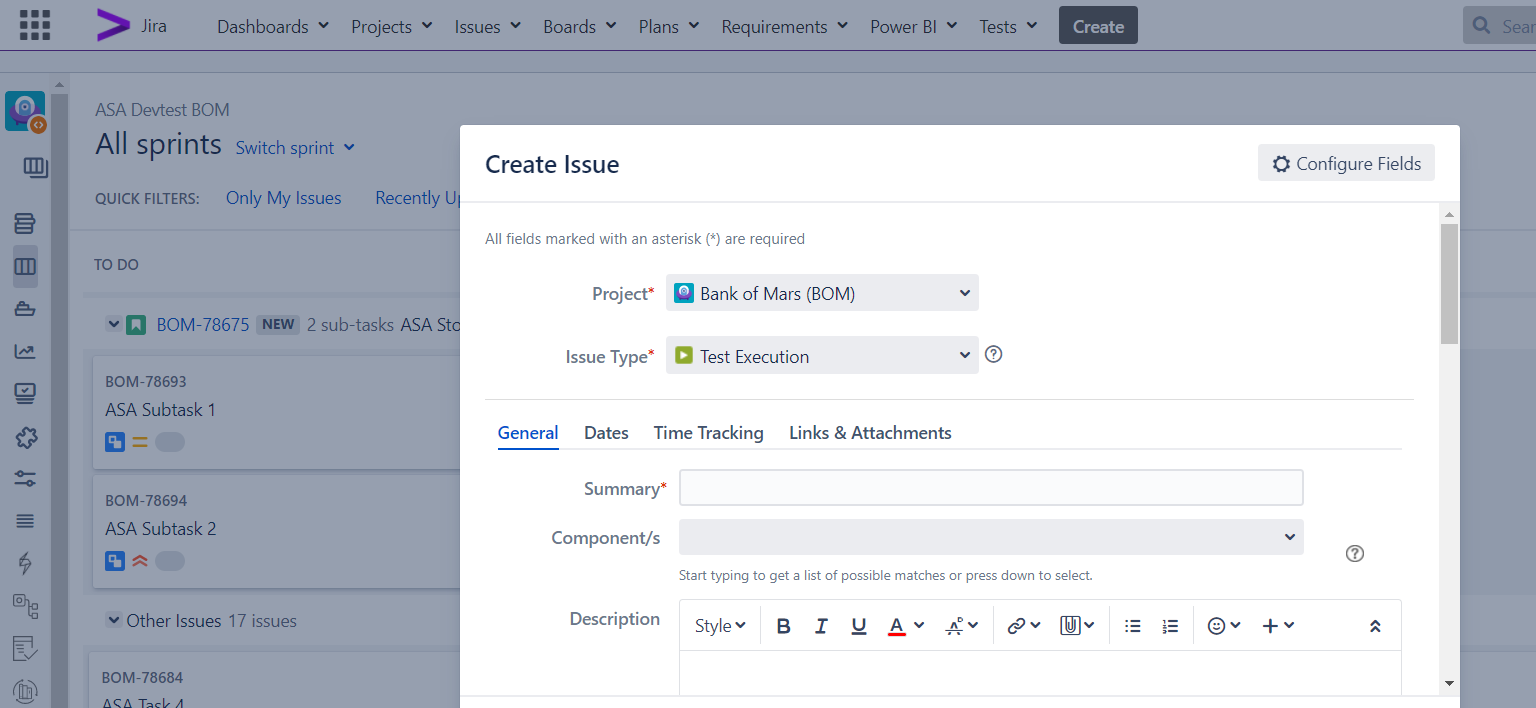 Jira Dashboards Projects Issues Boards Plans Requirements Power BI Tests Create
ASA Devtest BOM
All sprints Switch sprint
QUICK FILTERS: Only My Issues Recently
TO DO
BOM-78675 NEW 2 sub-tasks ASA
BOM-78693
ASA Subtask 1
BOM-78694
ASA Subtask 2
Other Issues 17 issues
BOM-78684
ASA Task 4
Create Issue Configure Fields
All fields marked with an asterisk (*) are required
Project* Bank of Mars (BOM)
Issue Type* Test Execution
General Dates Time Tracking Links & Attachments
Summary*
Component/s
Start typing to get a list of possible matches or press down to select.
Description Style B I U A